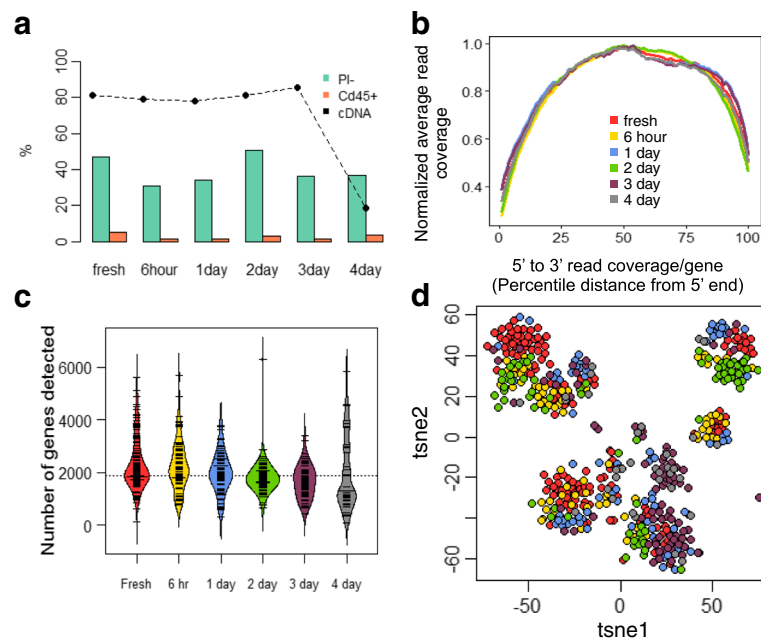 a
100
80
60
40
20
0
%
PI-
Cd45+
cDNA
fresh 6hour 1day 2day 3day 4day
b
Normalized average read
coverage
1.0
0.8
0.6
0.4
fresh
6 hour
1 day
2 day
3 day
4 day
0 25 50 75 100
5' to 3' read coverage/gene
(Percentile distance from 5' end)
c
Number of genes detected
6000
4000
2000
0
Fresh 6 hr 1 day 2 day 3 day 4 day
d
tsne2
60
40
20
0
-20
-60
-50 0 50
tsne1